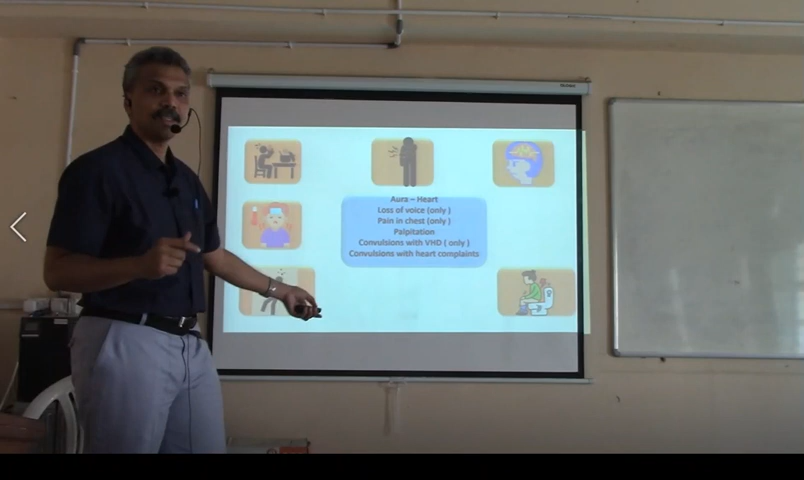 Aura – Heart
Loss of voice (only )
Pain in chest (only )
Palpitation
Convulsions with VHD ( only )
Convulsions with heart complaints